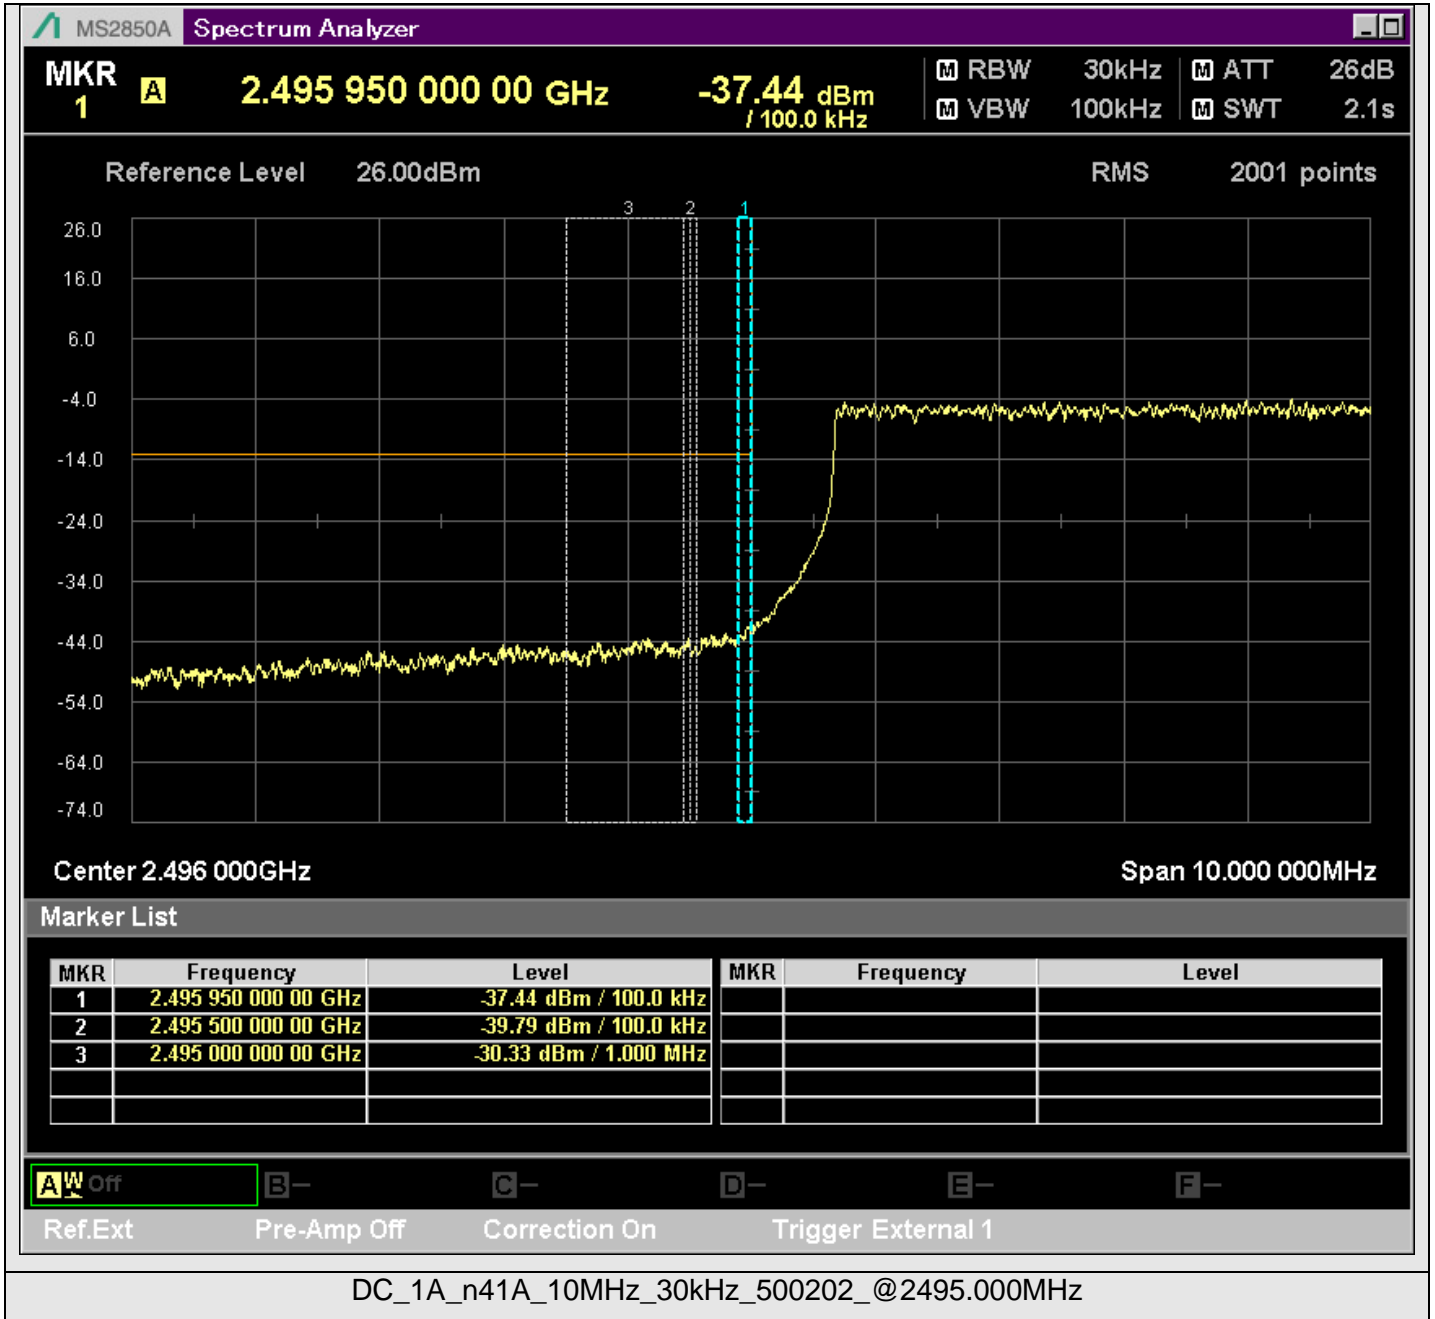 MS2850A Spectrum Analyzer
MKR 1 A 2.495 950 000 00 GHz -37.44 dBm / 100.0 kHz
M RBW 30kHz M ATT 26dB
M VBW 100kHz M SWT 2.1s
Reference Level 26.00dBm RMS 2001 points
3 2 1
26.0
16.0
6.0
-4.0
-14.0
-24.0
-34.0
-44.0
-54.0
-64.0
-74.0
Center 2.496 000GHz Span 10.000 000MHz
Marker List
MKR Frequency Level MKR Frequency Level
1 2.495 950 000 00 GHz -37.44 dBm / 100.0 kHz
2 2.495 500 000 00 GHz -39.79 dBm / 100.0 kHz
3 2.495 000 000 00 GHz -30.33 dBm / 1.000 MHz
A W Off B – C – D – E – F –
Ref.Ext Pre-Amp Off Correction On Trigger External 1
DC_1A_n41A_10MHz_30kHz_500202_@2495.000MHz